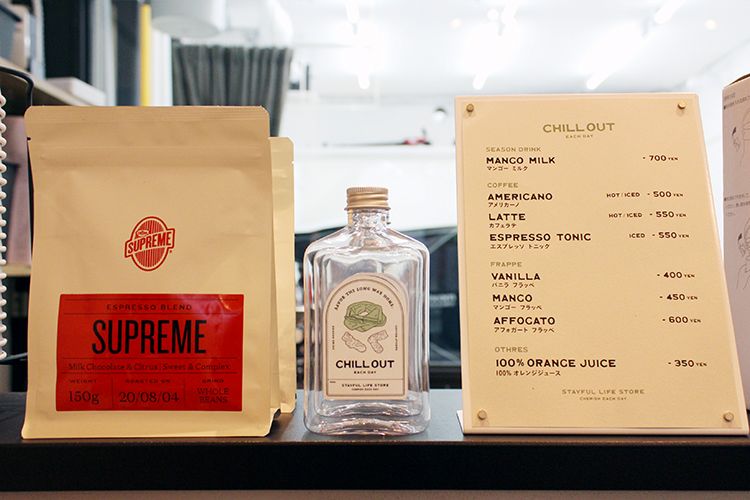 SUPREME
ESPRESSO BLEND
SUPREME
Milk Chocolate & Citrus, Sweet & Complex
WEIGHT
150g
ROASTED ON
20/08/04
GRIND
WHOLE
BEANS
SAVOR THE LONG WAY HOME
CHILL OUT
EACH DAY
STAYFUL LIFE STORE
CHERISH EACH DAY
CHILL OUT
EACH DAY
SEASON DRINK
MANGO MILK - 700 YEN
マンゴー ミルク
COFFEE
AMERICANO HOT/ICED - 500 YEN
アメリカーノ
LATTE HOT/ICED - 550 YEN
カフェラテ
ESPRESSO TONIC ICED - 550 YEN
エスプレッソ トニック
FRAPPE
VANILLA - 400 YEN
バニラ フラッペ
MANGO - 450 YEN
マンゴー フラッペ
AFFOGATO - 600 YEN
アフォガート フラッペ
OTHRES
100% ORANGE JUICE - 350 YEN
100% オレンジジュース
STAYFUL LIFE STORE
CHERISH EACH DAY